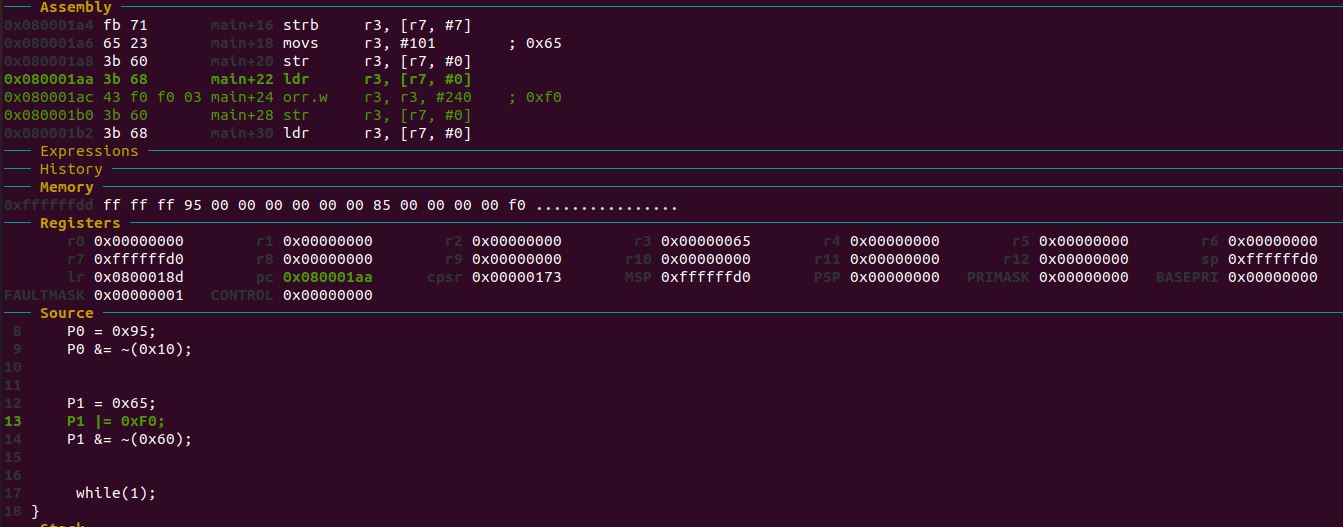 Assembly
0x080001a4 fb 71 main+16 strb r3, [r7, #7]
0x080001a6 65 23 main+18 movs r3, #101 ; 0x65
0x080001a8 3b 60 main+20 str r3, [r7, #0]
0x080001aa 3b 68 main+22 ldr r3, [r7, #0]
0x080001ac 43 f0 f0 03 main+24 orr.w r3, r3, #240 ; 0xf0
0x080001b0 3b 60 main+28 str r3, [r7, #0]
0x080001b2 3b 68 main+30 ldr r3, [r7, #0]
Expressions
History
Memory
0xffffffdd ff ff ff 95 00 00 00 00 00 00 85 00 00 00 00 f0 ................
Registers
r0 0x00000000 r1 0x00000000 r2 0x00000000 r3 0x00000065 r4 0x00000000 r5 0x00000000 r6 0x00000000
r7 0xffffffd0 r8 0x00000000 r9 0x00000000 r10 0x00000000 r11 0x00000000 r12 0x00000000 sp 0xffffffd0
lr 0x0800018d pc 0x080001aa cpsr 0x00000173 MSP 0xffffffd0 PSP 0x00000000 PRIMASK 0x00000000 BASEPRI 0x00000000
FAULTMASK 0x00000001 CONTROL 0x00000000
Source
8 P0 = 0x95;
9 P0 &= ~(0x10);
10
11
12 P1 = 0x65;
13 P1 |= 0xF0;
14 P1 &= ~(0x60);
15
16
17 while(1);
18 }
Stack